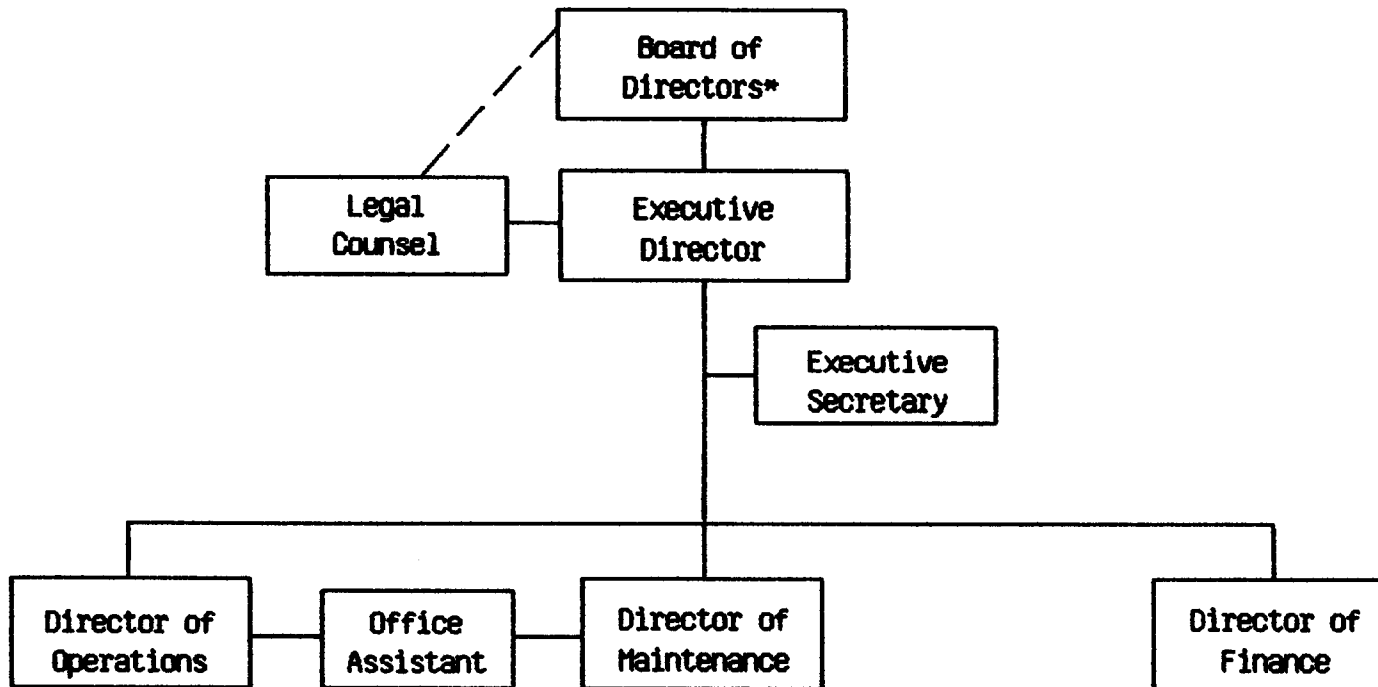 Board of
Directors*
Legal
Counsel
Executive
Director
Executive
Secretary
Director of
Operations
Office
Assistant
Director of
Maintenance
Director of
Finance